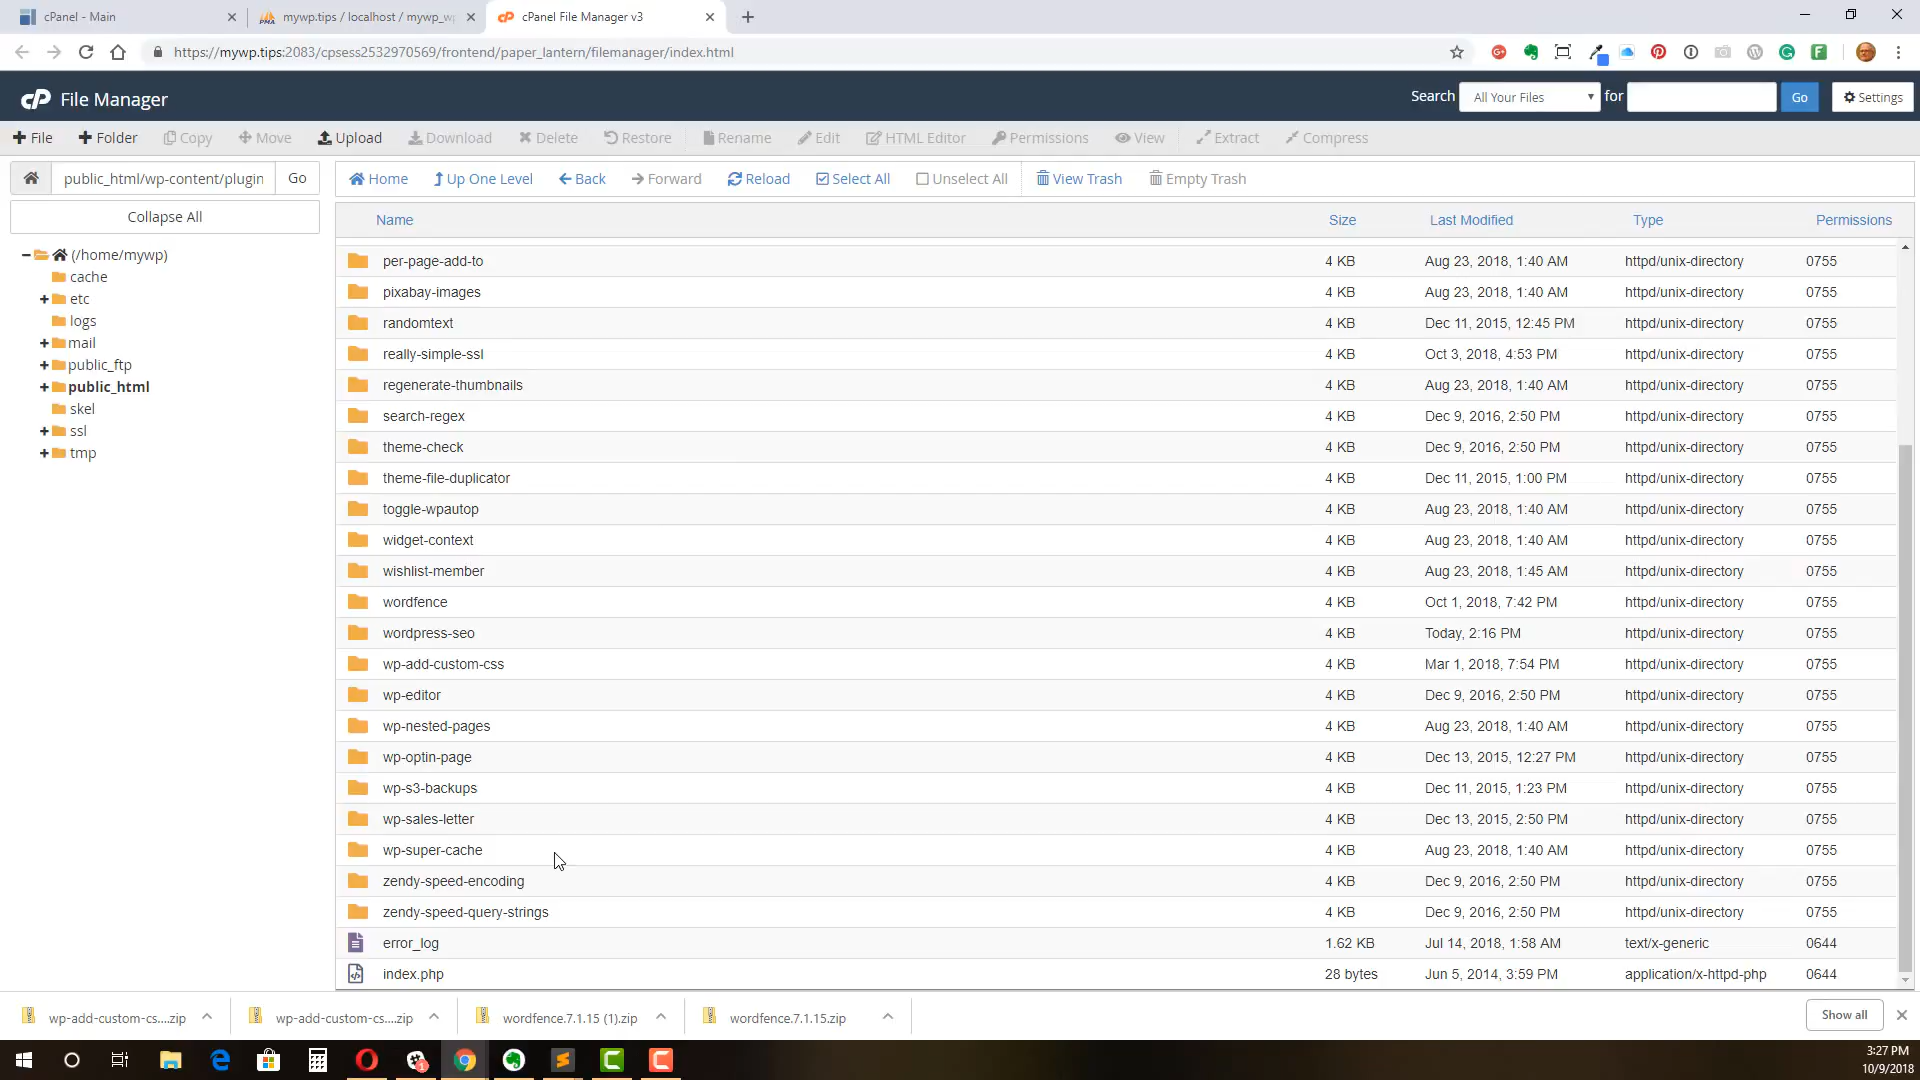 cPanel - Main
mywp.tips / localhost / mywp_wp
cPanel File Manager v3
https://mywp.tips:2083/cpsess2532970569/frontend/paper_lantern/filemanager/index.html
cP File Manager
Search All Your Files for Go Settings
File Folder Copy Move Upload Download Delete Restore Rename Edit HTML Editor Permissions View Extract Compress
public_html/wp-content/plugin Go
Home Up One Level Back Forward Reload Select All Unselect All View Trash Empty Trash
Collapse All
(/home/mywp)
cache
etc
logs
mail
public_ftp
public_html
skel
ssl
tmp
Name Size Last Modified Type Permissions
per-page-add-to 4 KB Aug 23, 2018, 1:40 AM httpd/unix-directory 0755
pixabay-images 4 KB Aug 23, 2018, 1:40 AM httpd/unix-directory 0755
randomtext 4 KB Dec 11, 2015, 12:45 PM httpd/unix-directory 0755
really-simple-ssl 4 KB Oct 3, 2018, 4:53 PM httpd/unix-directory 0755
regenerate-thumbnails 4 KB Aug 23, 2018, 1:40 AM httpd/unix-directory 0755
search-regex 4 KB Dec 9, 2016, 2:50 PM httpd/unix-directory 0755
theme-check 4 KB Dec 9, 2016, 2:50 PM httpd/unix-directory 0755
theme-file-duplicator 4 KB Dec 11, 2015, 1:00 PM httpd/unix-directory 0755
toggle-wpautop 4 KB Aug 23, 2018, 1:40 AM httpd/unix-directory 0755
widget-context 4 KB Aug 23, 2018, 1:40 AM httpd/unix-directory 0755
wishlist-member 4 KB Aug 23, 2018, 1:45 AM httpd/unix-directory 0755
wordfence 4 KB Oct 1, 2018, 7:42 PM httpd/unix-directory 0755
wordpress-seo 4 KB Today, 2:16 PM httpd/unix-directory 0755
wp-add-custom-css 4 KB Mar 1, 2018, 7:54 PM httpd/unix-directory 0755
wp-editor 4 KB Dec 9, 2016, 2:50 PM httpd/unix-directory 0755
wp-nested-pages 4 KB Aug 23, 2018, 1:40 AM httpd/unix-directory 0755
wp-optin-page 4 KB Dec 13, 2015, 12:27 PM httpd/unix-directory 0755
wp-s3-backups 4 KB Dec 11, 2015, 1:23 PM httpd/unix-directory 0755
wp-sales-letter 4 KB Dec 13, 2015, 2:50 PM httpd/unix-directory 0755
wp-super-cache 4 KB Aug 23, 2018, 1:40 AM httpd/unix-directory 0755
zendy-speed-encoding 4 KB Dec 9, 2016, 2:50 PM httpd/unix-directory 0755
zendy-speed-query-strings 4 KB Dec 9, 2016, 2:50 PM httpd/unix-directory 0755
error_log 1.62 KB Jul 14, 2018, 1:58 AM text/x-generic 0644
index.php 28 bytes Jun 5, 2014, 3:59 PM application/x-httpd-php 0644
wp-add-custom-cs....zip wp-add-custom-cs....zip wordfence.7.1.15 (1).zip wordfence.7.1.15.zip Show all
3:27 PM
10/9/2018